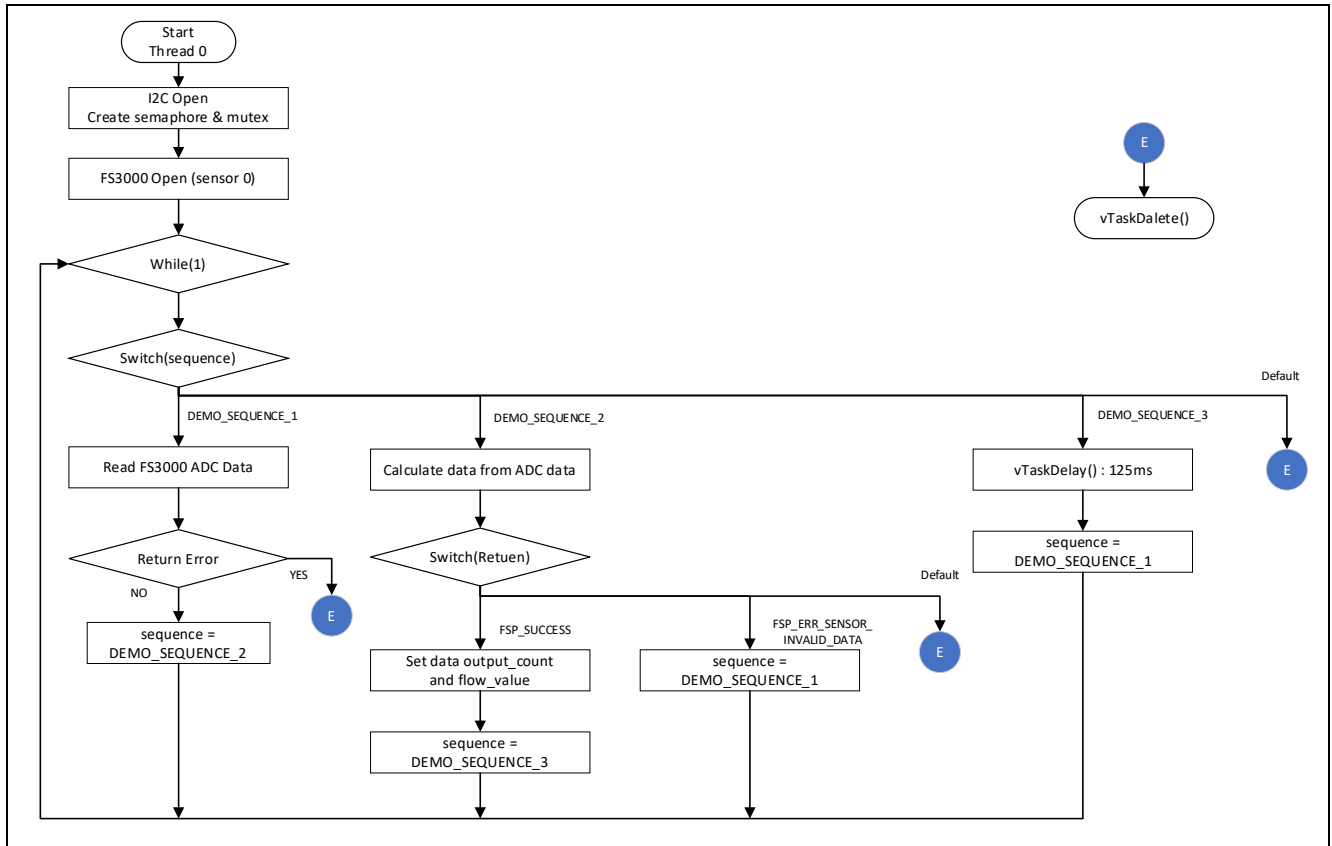 Start
Thread 0
I2C Open
Create semaphore & mutex
E
FS3000 Open (sensor 0)
vTaskDalete()
While(1)
Switch(sequence)
Default
DEMO_SEQUENCE_1
DEMO_SEQUENCE_2
DEMO_SEQUENCE_3
Read FS3000 ADC Data
Calculate data from ADC data
vTaskDelay() : 125ms
E
Return Error
YES
NO
E
Switch(Retuen)
sequence =
DEMO_SEQUENCE_1
Default
sequence =
DEMO_SEQUENCE_2
FSP_SUCCESS
FSP_ERR_SENSOR_
INVALID_DATA
E
Set data output_count
and flow_value
sequence =
DEMO_SEQUENCE_1
sequence =
DEMO_SEQUENCE_3